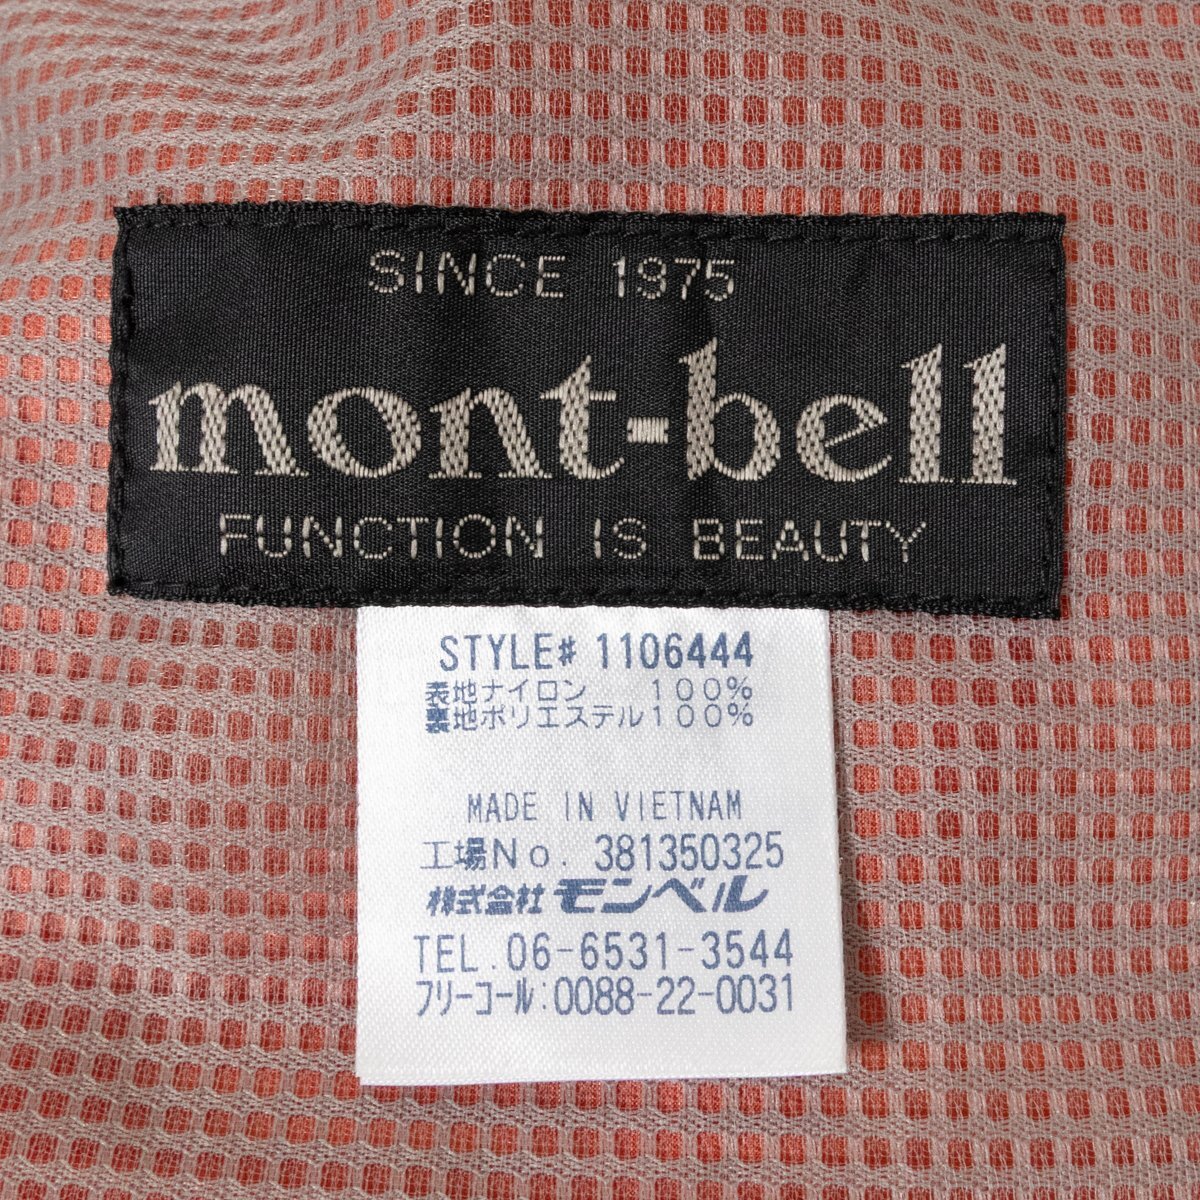 SINCE 1975
mont-bell
FUNCTION IS BEAUTY
STYLE# 1106444
表地ナイロン 100%
裏地ポリエステル100%
MADE IN VIETNAM
工場No. 381350325
株式会社モンベル
TEL.06-6531-3544
フリーコール:0088-22-0031